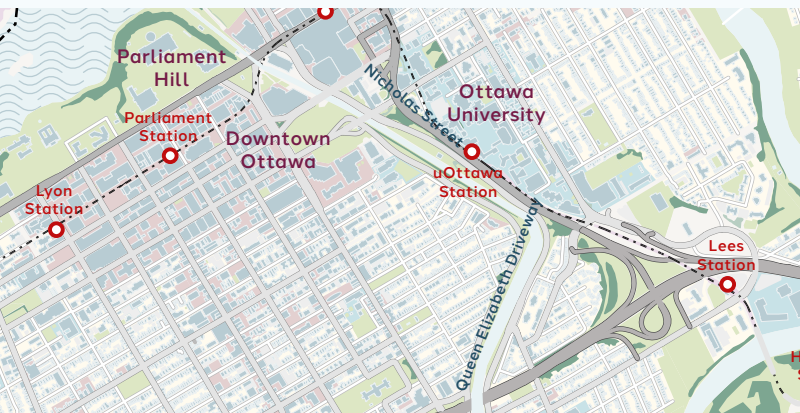 Parliament
Hill
Nicholas Street
Ottawa
University
Parliament
Station
Downtown
Ottawa
uOttawa
Station
Lyon
Station
Queen Elizabeth Driveway
Lees
Station